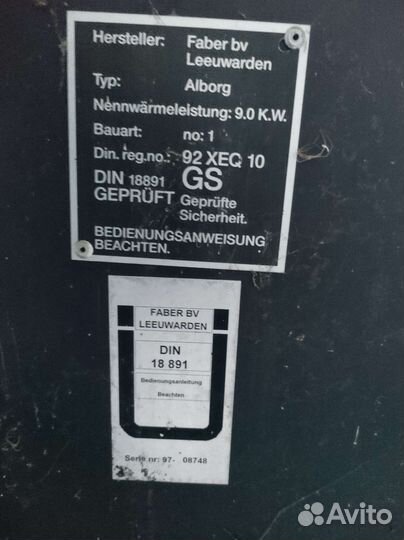 Hersteller: Faber bv
Leeuwarden
Typ: Alborg
Nennwärmeleistung: 9.0 K.W.
Bauart: no: 1
Din. reg.no.: 92 XEQ 10
DIN 18891 GS
GEPRÜFT Geprüfte
Sicherheit.
BEDIENUNGSANWEISUNG
BEACHTEN.
FABER BV
LEEUWARDEN
DIN
18 891
Bedienungsanleitung
Beachten
Serie nr: 97- 08748
Avito